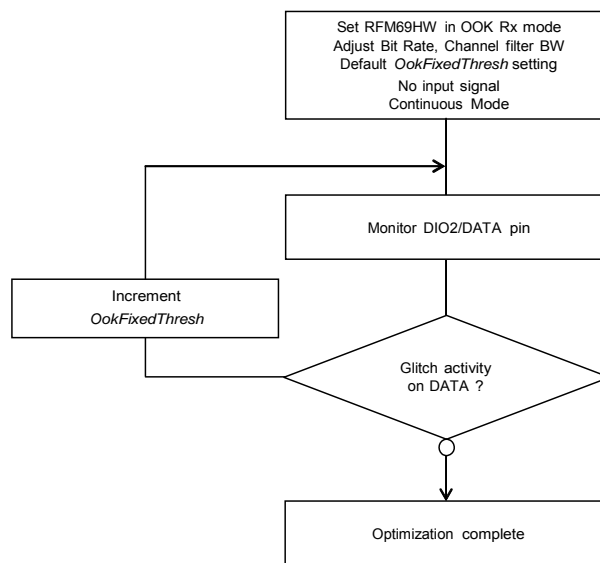 Set RFM69HW in OOK Rx mode
Adjust Bit Rate, Channel filter BW
Default OokFixedThresh setting
No input signal
Continuous Mode
Monitor DIO2/DATA pin
Increment
OokFixedThresh
Glitch activity
on DATA ?
Optimization complete